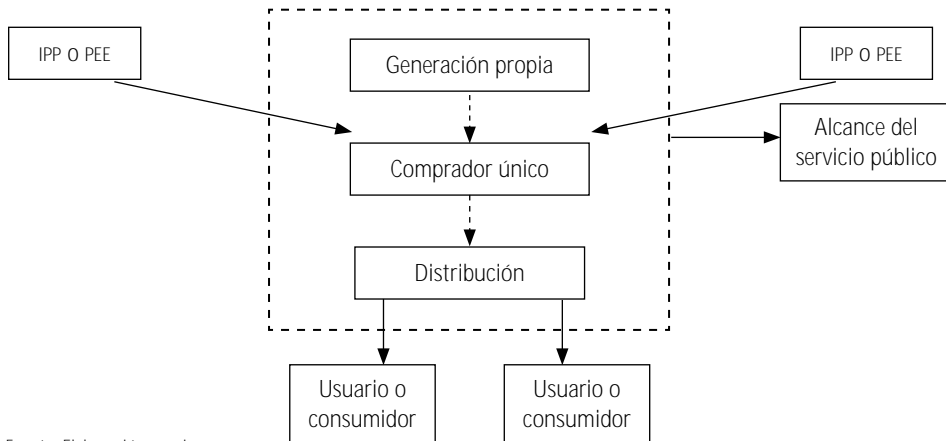 IPP O PEE
Generación propia
IPP O PEE
Alcance del
servicio público
Comprador único
Distribución
Usuario o
consumidor
Usuario o
consumidor